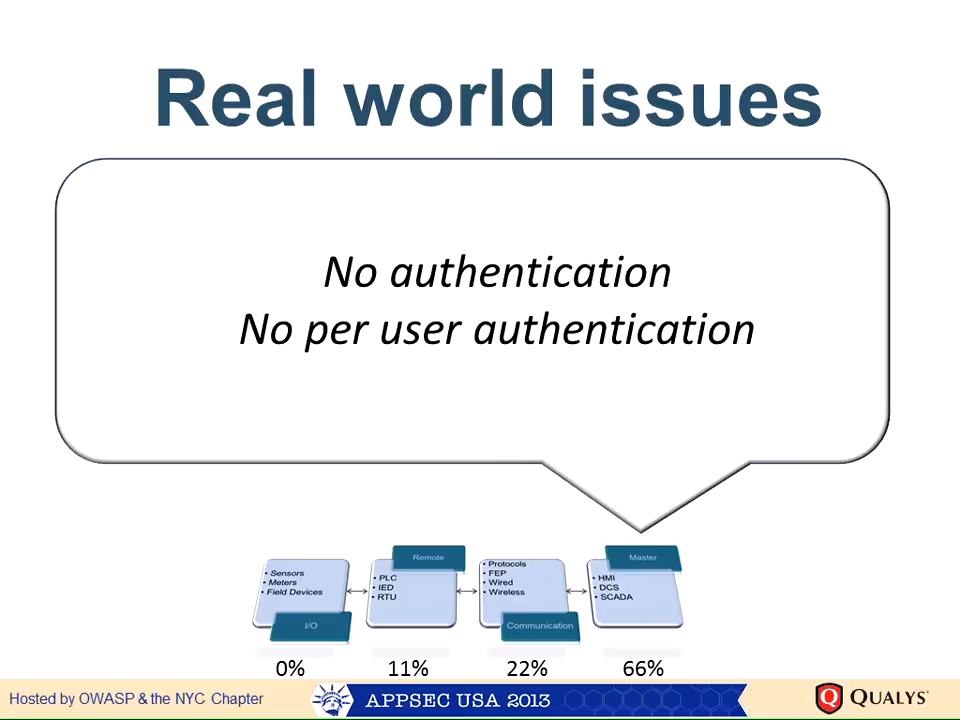 Real world issues
No authentication
No per user authentication
• Sensors
• Meters
• Field Devices
I/O
Remote
• PLC
• IED
• RTU
• Protocols
• FEP
• Wired
• Wireless
Communication
Master
• HMI
• DCS
• SCADA
0% 11% 22% 66%
Hosted by OWASP & the NYC Chapter
APPSEC USA 2013
QUALYS